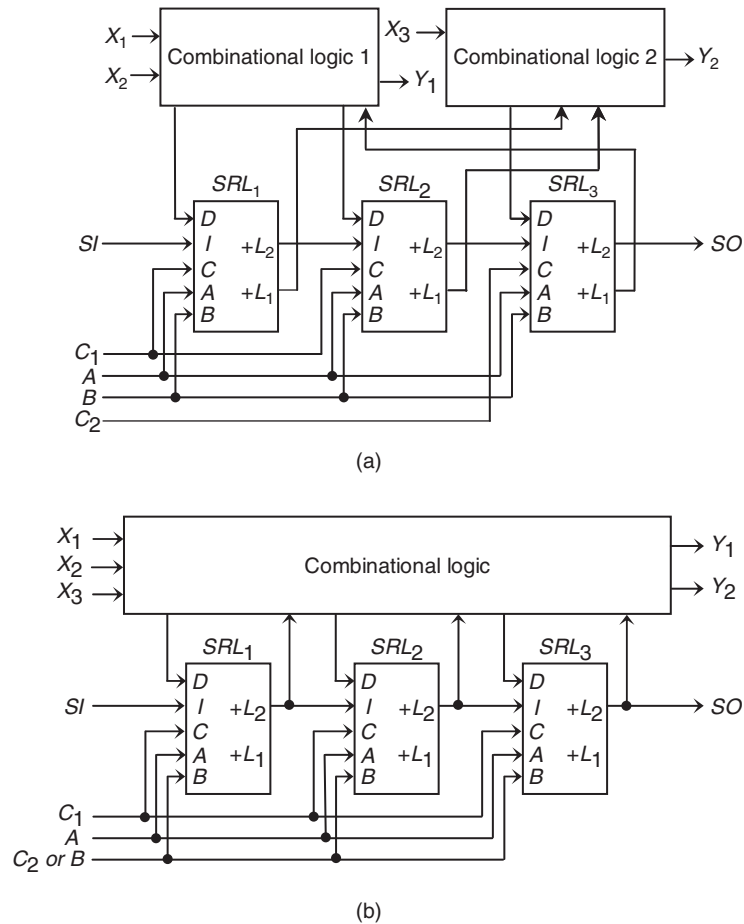 X1
X2
Combinational logic 1
Y1
X3
Combinational logic 2
Y2
SRL1
SRL2
SRL3
D
I
C
A
B
+L2
+L1
D
I
C
A
B
+L2
+L1
D
I
C
A
B
+L2
+L1
SI
SO
C1
A
B
C2
(a)
X1
X2
X3
Combinational logic
Y1
Y2
SRL1
SRL2
SRL3
D
I
C
A
B
+L2
+L1
D
I
C
A
B
+L2
+L1
D
I
C
A
B
+L2
+L1
SI
SO
C1
A
C2 or B
(b)